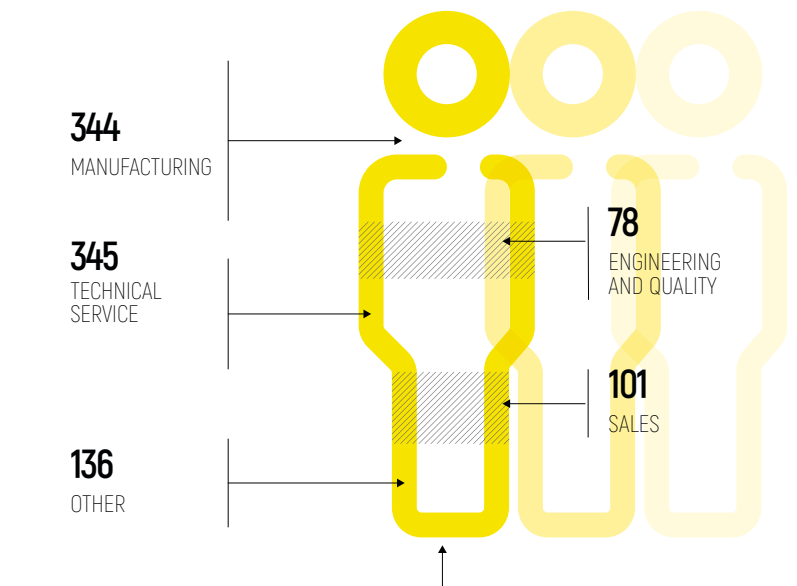 344
MANUFACTURING
345
TECHNICAL
SERVICE
136
OTHER
78
ENGINEERING
AND QUALITY
101
SALES